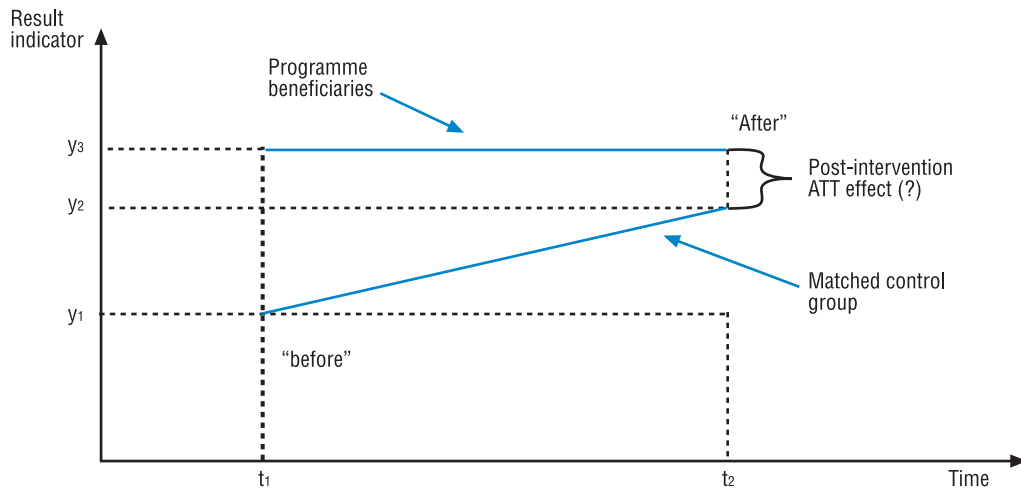 Result
indicator
Programme
beneficiaries
“After”
y3
Post-intervention
ATT effect (?)
y2
Matched control
group
y1
“before”
t1
t2
Time